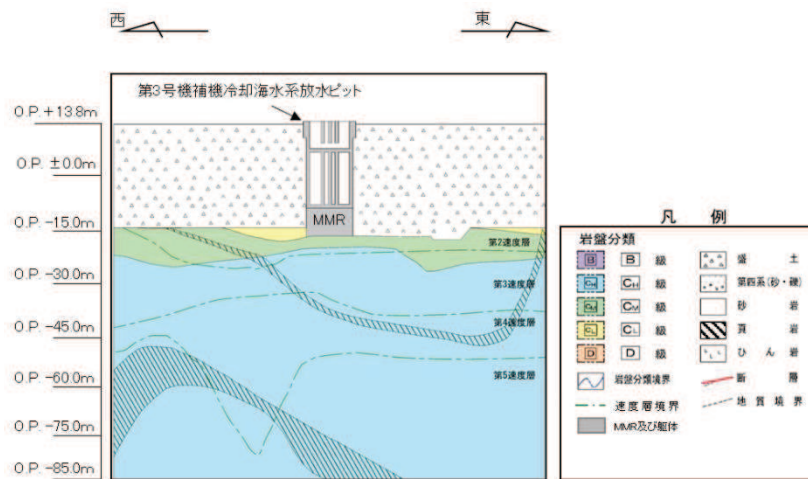 西
東
第3号機補機冷却海水系放水ピット
O.P.+13.8m
O.P. ±0.0m
O.P. -15.0m
O.P. -30.0m
O.P. -45.0m
O.P. -60.0m
O.P. -75.0m
O.P. -85.0m
MMR
第2速度層
第3速度層
第4速度層
第5速度層
凡 例
岩盤分類
B B 級
CH CH 級
CM CM 級
CL CL 級
D D 級
岩盤分類境界
速度層境界
MMR及び躯体
盛 土
第四系(砂・礫)
砂 岩
頁 岩
ひん岩
断 層
地質境界